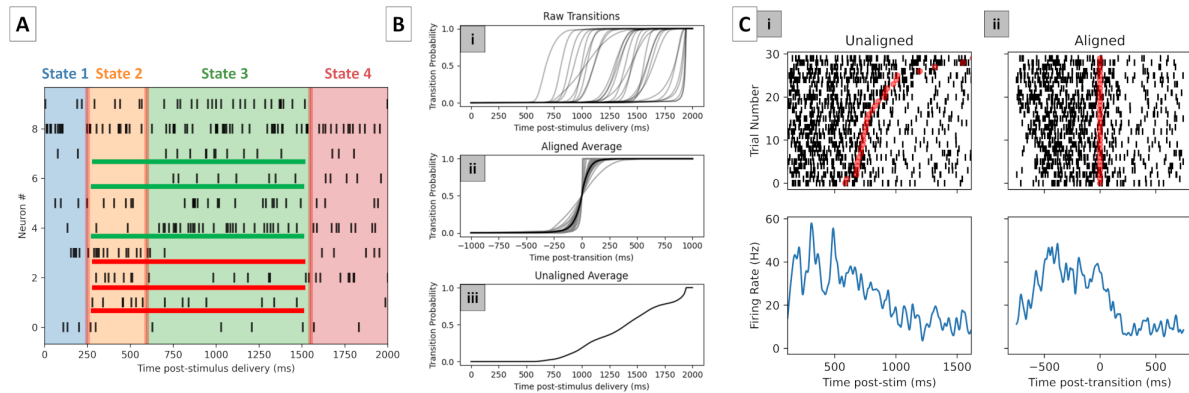 A
State 1 State 2 State 3 State 4
Neuron #
8
6
4
2
0
0 250 500 750 1000 1250 1500 1750 2000
Time post-stimulus delivery (ms)
B
Raw Transitions
i
Transition Probability
1.0
0.5
0.0
0 250 500 750 1000 1250 1500 1750 2000
Time post-stimulus delivery (ms)
Aligned Average
ii
Transition Probability
1.0
0.5
0.0
−1000 −750 −500 −250 0 250 500 750 1000
Time post-transition (ms)
Unaligned Average
iii
Transition Probability
1.0
0.5
0.0
0 250 500 750 1000 1250 1500 1750 2000
Time post-stimulus delivery (ms)
C
i
Unaligned
Trial Number
30
20
10
0
60
40
20
0
Firing Rate (Hz)
500 1000 1500
Time post-stim (ms)
ii
Aligned
−500 0 500
Time post-transition (ms)